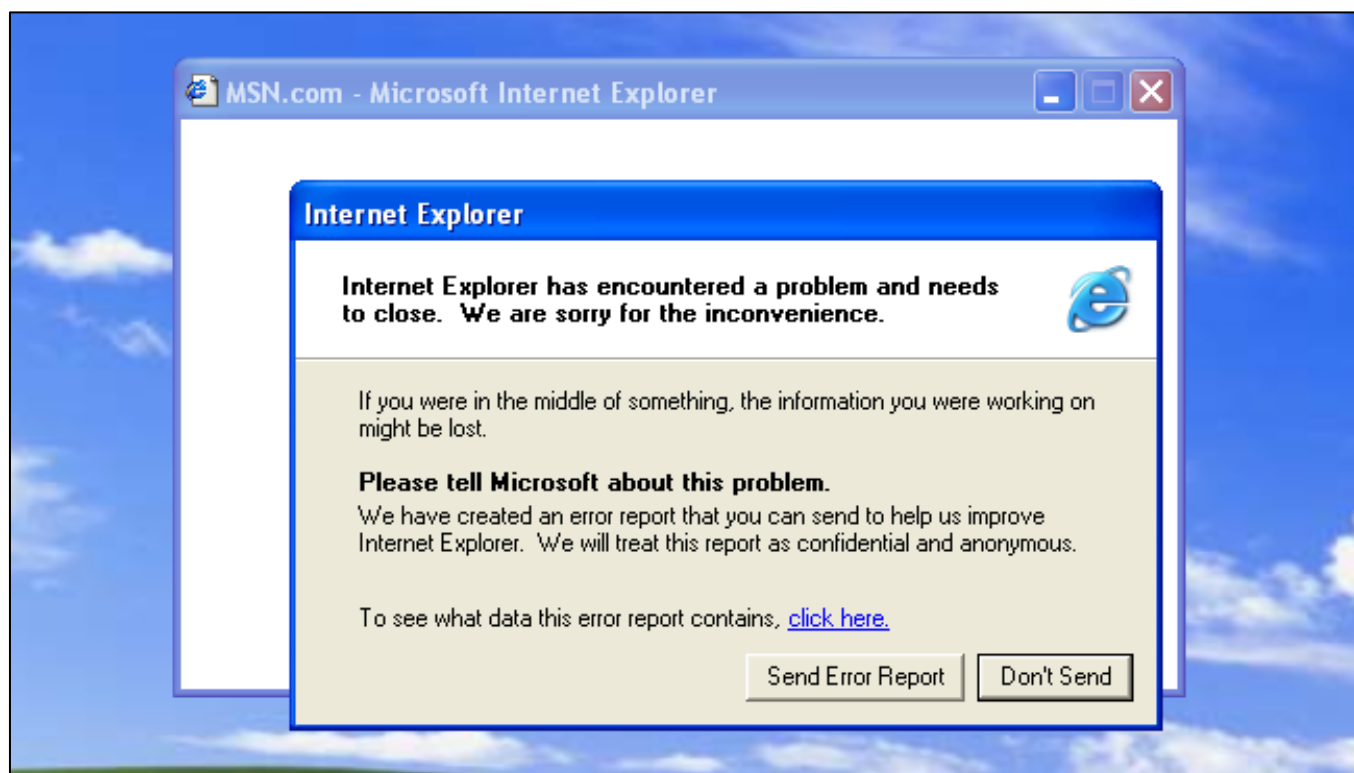 MSN.com - Microsoft Internet Explorer
Internet Explorer
Internet Explorer has encountered a problem and needs
to close.  We are sorry for the inconvenience.
If you were in the middle of something, the information you were working on
might be lost.
Please tell Microsoft about this problem.
We have created an error report that you can send to help us improve
Internet Explorer.  We will treat this report as confidential and anonymous.
To see what data this error report contains, click here.
Send Error Report
Don't Send